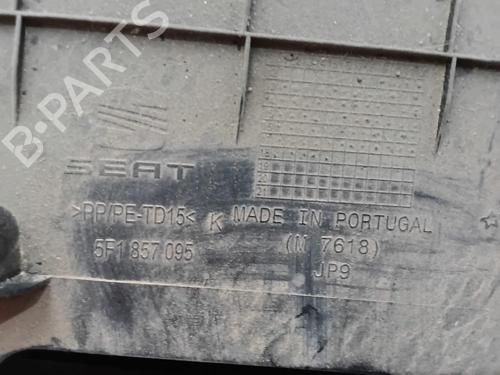 B-PARTS
SEAT
>PP/PE-TD15< K MADE IN PORTUGAL
5F1 857 095 (M 7618)
JP9